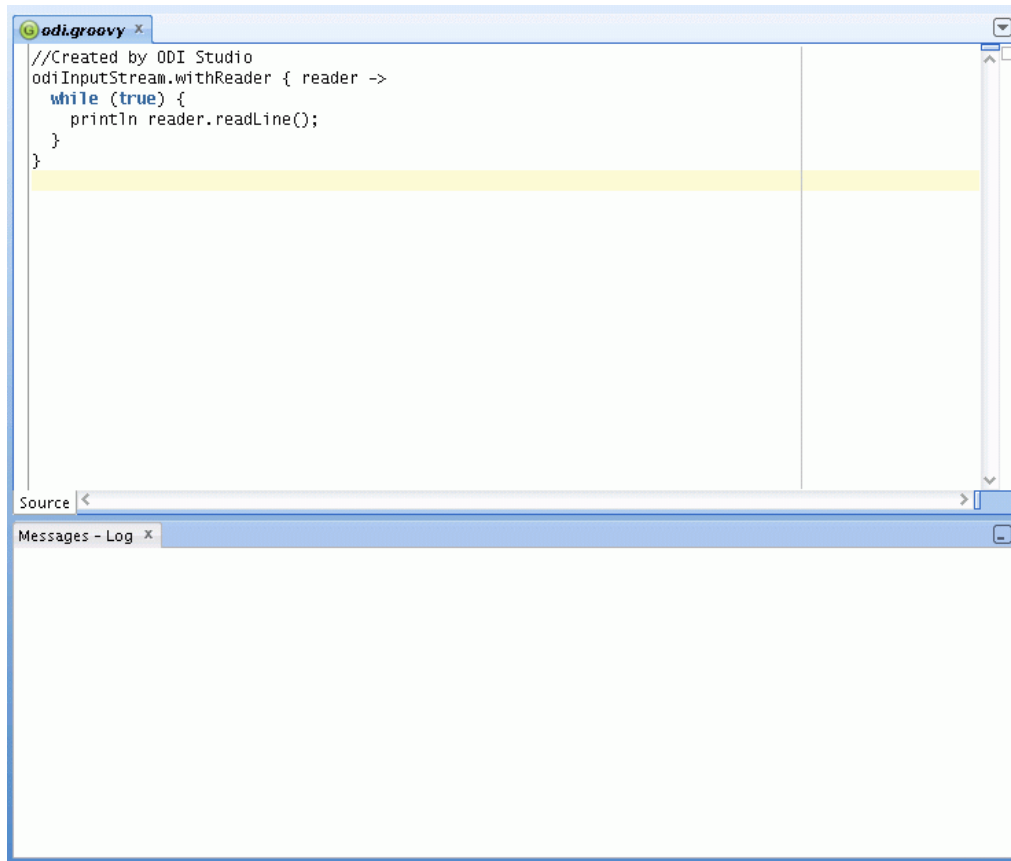 odi.groovy x
//Created by ODI Studio
odiInputStream.withReader { reader ->
  while (true) {
    println reader.readLine();
  }
}
Source
Messages - Log x